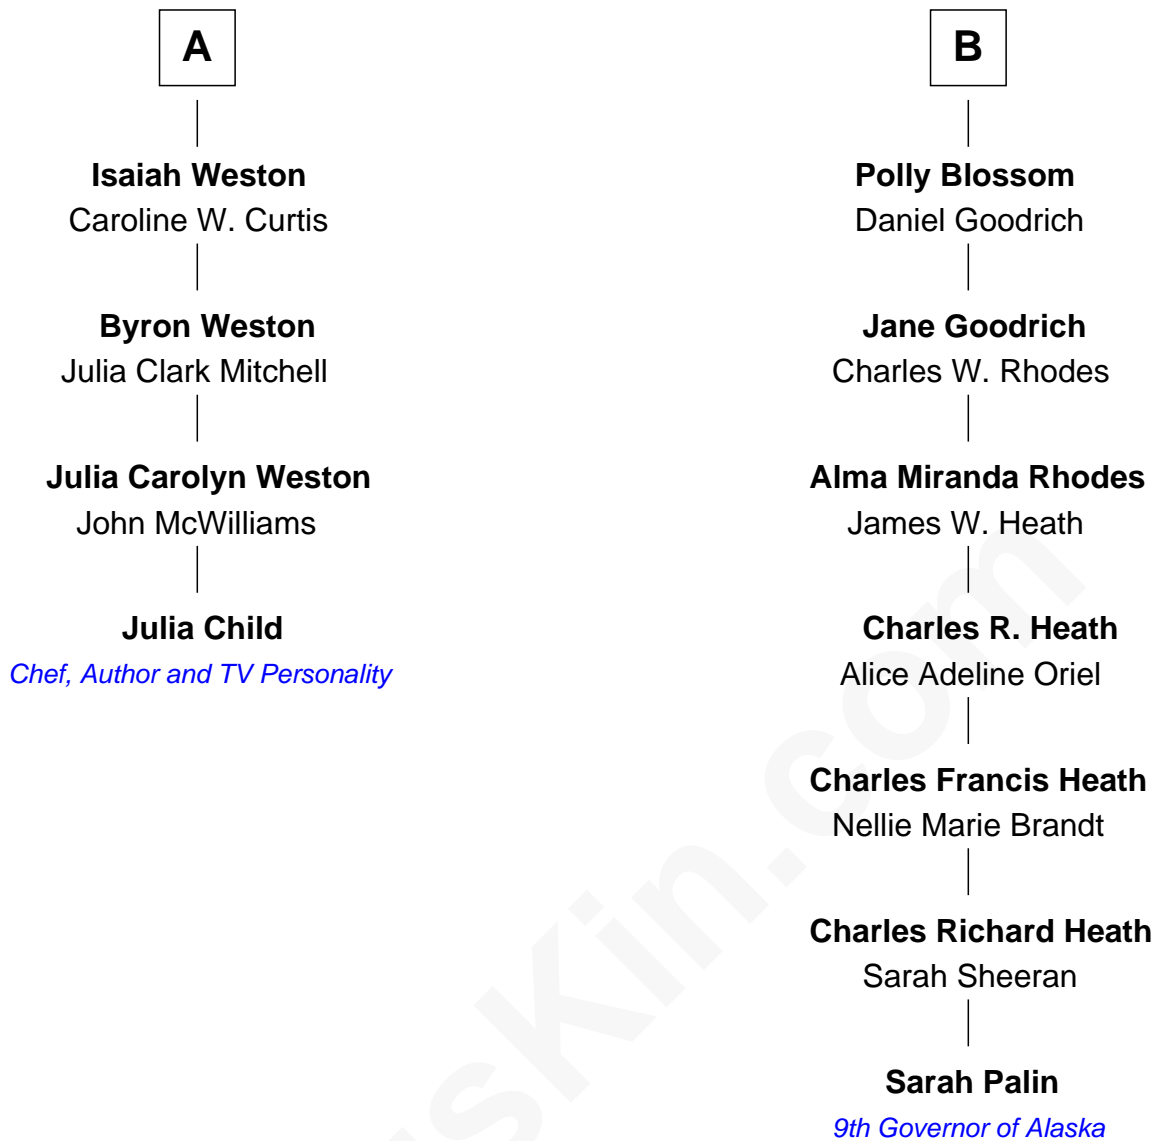 A
Isaiah Weston
Caroline W. Curtis
Byron Weston
Julia Clark Mitchell
Julia Carolyn Weston
John McWilliams
Julia Child
Chef, Author and TV Personality
B
Polly Blossom
Daniel Goodrich
Jane Goodrich
Charles W. Rhodes
Alma Miranda Rhodes
James W. Heath
Charles R. Heath
Alice Adeline Oriel
Charles Francis Heath
Nellie Marie Brandt
Charles Richard Heath
Sarah Sheeran
Sarah Palin
9th Governor of Alaska